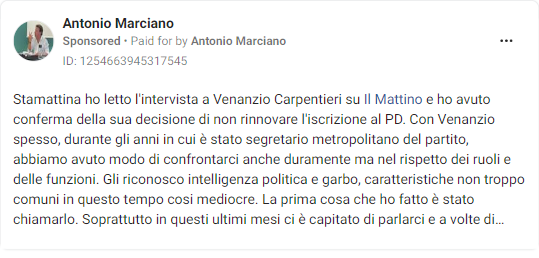 Antonio Marciano
Sponsored • Paid for by Antonio Marciano
ID: 1254663945317545
Stamattina ho letto l'intervista a Venanzio Carpentieri su Il Mattino e ho avuto
conferma della sua decisione di non rinnovare l'iscrizione al PD. Con Venanzio
spesso, durante gli anni in cui è stato segretario metropolitano del partito,
abbiamo avuto modo di confrontarci anche duramente ma nel rispetto dei ruoli e
delle funzioni. Gli riconosco intelligenza politica e garbo, caratteristiche non troppo
comuni in questo tempo cosi mediocre. La prima cosa che ho fatto è stato
chiamarlo. Soprattutto in questi ultimi mesi ci è capitato di parlarci e a volte di...